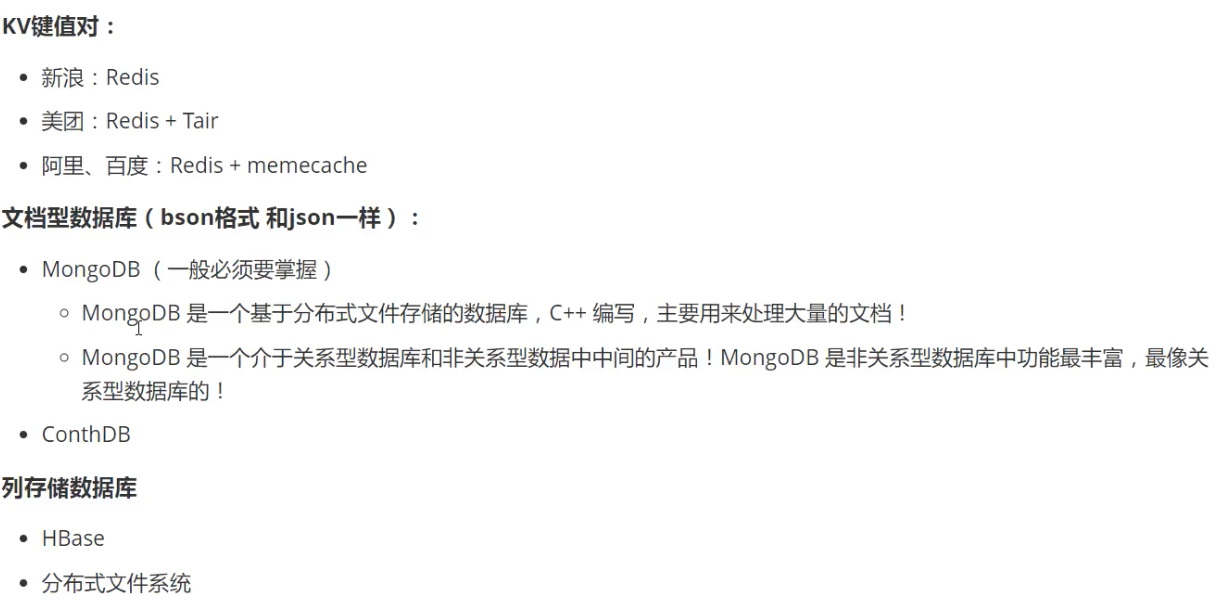 KV键值对：
新浪：Redis
美团：Redis + Tair
阿里、百度：Redis + memecache
文档型数据库（bson格式 和json一样）：
MongoDB （一般必须要掌握）
MongoDB 是一个基于分布式文件存储的数据库，C++ 编写，主要用来处理大量的文档！
MongoDB 是一个介于关系型数据库和非关系型数据中中间的产品！MongoDB 是非关系型数据库中功能最丰富，最像关
系型数据库的！
ConthDB
列存储数据库
HBase
分布式文件系统